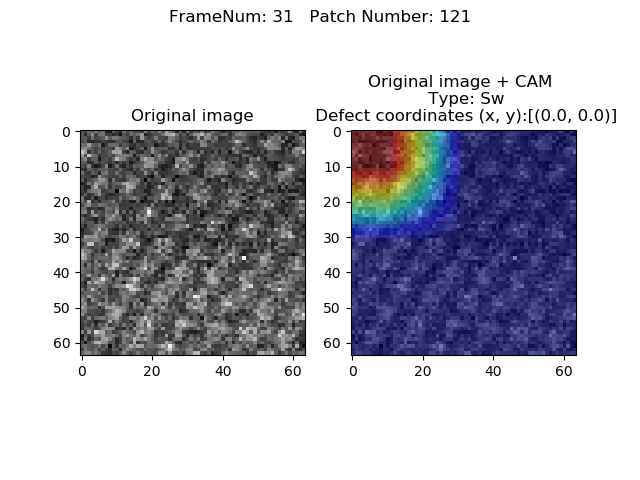 FrameNum: 31   Patch Number: 121
Original image
0
10
20
30
40
50
60
0 20 40 60
Original image + CAM
Type: Sw
Defect coordinates (x, y):[(0.0, 0.0)]
0
10
20
30
40
50
60
0 20 40 60